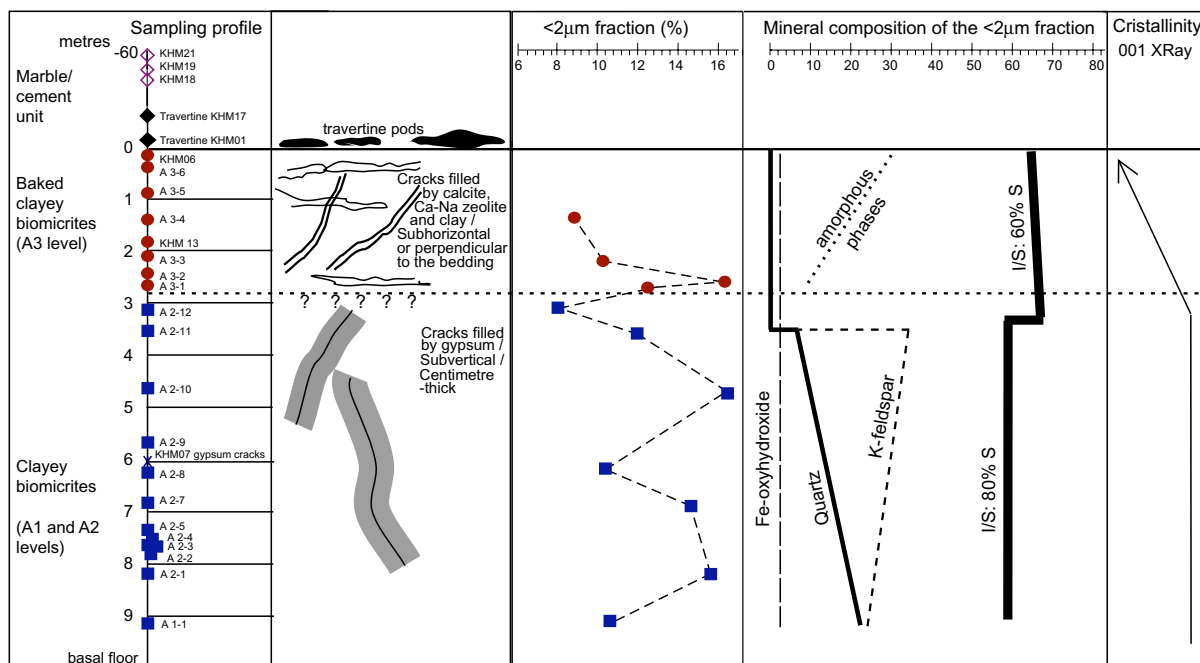 Sampling profile
<2μm fraction (%)
Mineral composition of the <2μm fraction
Cristallinity
001 XRay
metres
-60
6 8 10 12 14 16
0 10 20 30 40 50 60 70 80
Marble/
cement
unit
KHM21
KHM19
KHM18
Travertine KHM17
Travertine KHM01
travertine pods
0
Baked
clayey
biomicrites
(A3 level)
1
2
3
KHM06
A 3-6
A 3-5
A 3-4
KHM 13
A 3-3
A 3-2
A 3-1
Cracks filled
by calcite,
Ca-Na zeolite
and clay /
Subhorizontal
or perpendicular
to the bedding
? ? ? ? ?
amorphous
phases
I/S: 60% S
A 2-12
A 2-11
A 2-10
A 2-9
KHM07 gypsum cracks
A 2-8
A 2-7
A 2-5
A 2-4
A 2-3
A 2-2
A 2-1
A 1-1
4
5
6
7
8
9
Clayey
biomicrites
(A1 and A2
levels)
basal floor
Cracks filled
by gypsum /
Subvertical /
Centimetre
-thick
Fe-oxyhydroxide
Quartz
K-feldspar
I/S: 80% S